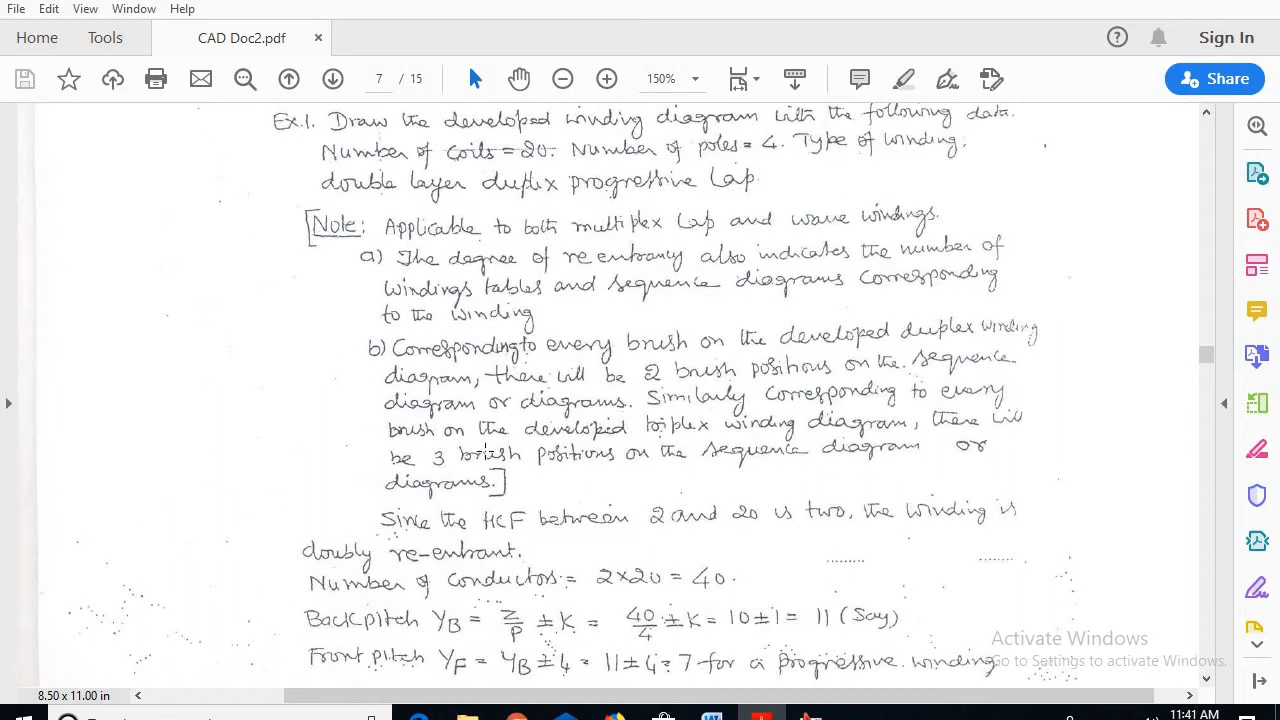 File Edit View Window Help
Home Tools CAD Doc2.pdf × Sign In
7 / 15 150% Share
Ex.1. Draw the developed winding diagram with the following data.
Number of coils = 20. Number of poles = 4. Type of winding.
double layer duplex progressive Lap.
[Note: Applicable to both multiplex Lap and wave windings.
a) The degree of re entrancy also indicates the number of
windings tables and sequence diagrams corresponding
to the winding
b) Corresponding to every brush on the developed duplex winding
diagram, there will be 2 brush positions on the sequence
diagram or diagrams. Similarly corresponding to every
brush on the developed triplex winding diagram, there will
be 3 brush positions on the sequence diagram or
diagrams.]
Since the HCF between 2 and 20 is two, the winding is
doubly re-entrant.
Number of conductors = 2×20 = 40.
Back pitch YB = Z/P ± K = 40/4 ± K = 10 ± 1 = 11 (Say)
Front pitch YF = YB ± 4 = 11 ± 4 = 7 for a progressive winding
Activate Windows
Go to Settings to activate Windows.
8.50 x 11.00 in
11:41 AM